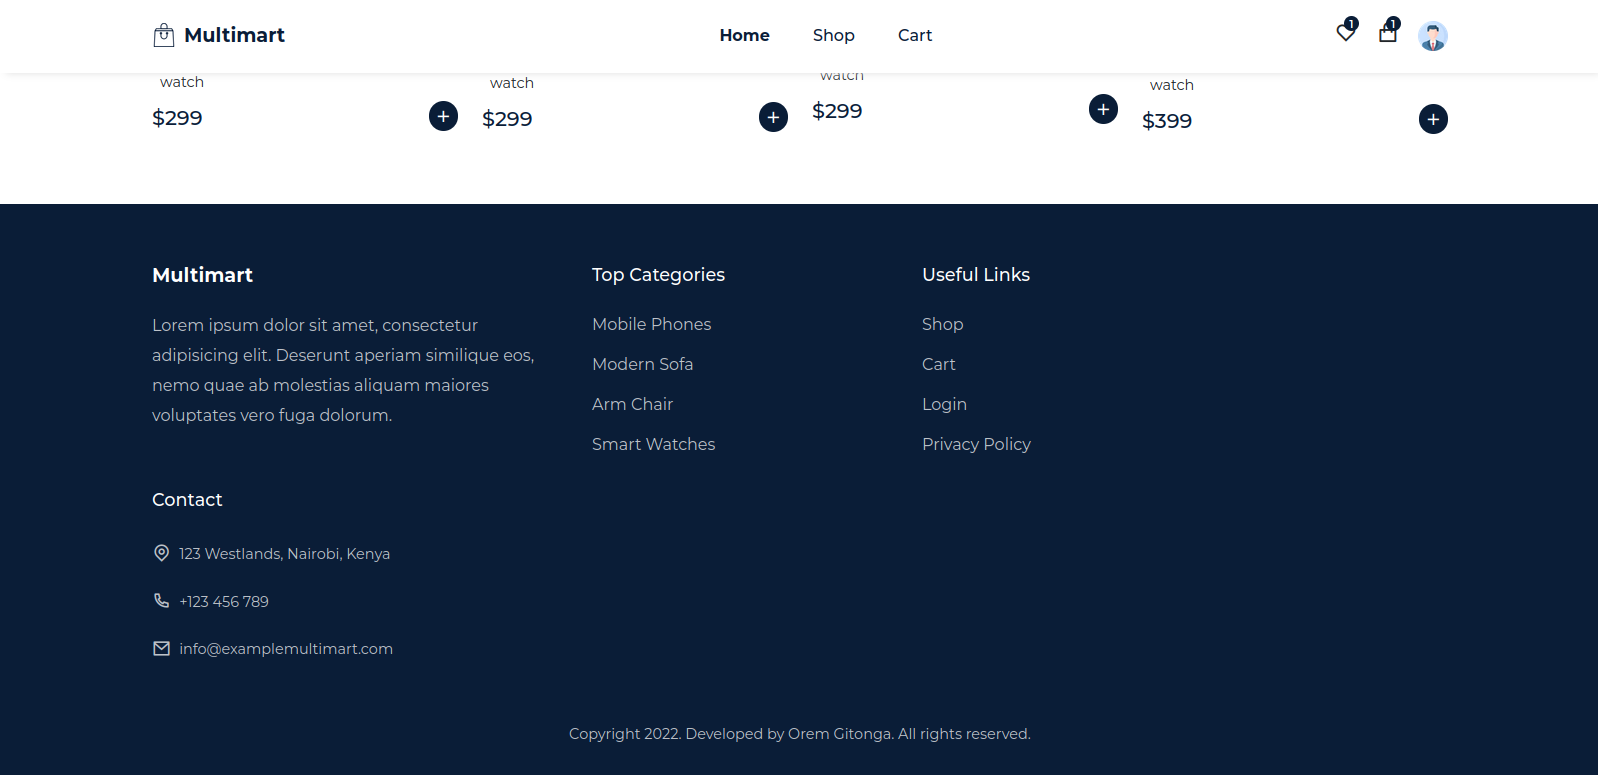 Multimart
Home Shop Cart
1 1
watch watch watch watch
$299 + $299 + $299 + $399 +
Multimart
Lorem ipsum dolor sit amet, consectetur
adipisicing elit. Deserunt aperiam similique eos,
nemo quae ab molestias aliquam maiores
voluptates vero fuga dolorum.
Top Categories
Mobile Phones
Modern Sofa
Arm Chair
Smart Watches
Useful Links
Shop
Cart
Login
Privacy Policy
Contact
123 Westlands, Nairobi, Kenya
+123 456 789
info@examplemultimart.com
Copyright 2022. Developed by Orem Gitonga. All rights reserved.